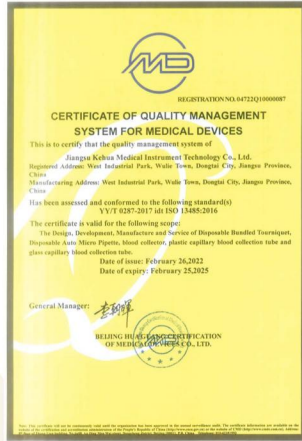 REGISTRATION NO. 04722Q10000087
CERTIFICATE OF QUALITY MANAGEMENT
SYSTEM FOR MEDICAL DEVICES
This is to certify that the quality management system of
Jiangsu Kehua Medical Instrument Technology Co., Ltd.
Registered Address: West Industrial Park, Wulie Town, Dongtai City, Jiangsu Province,
China
Manufacturing Address: West Industrial Park, Wulie Town, Dongtai City, Jiangsu Province,
China
Has been assessed and conformed to the following standard(s)
YY/T 0287-2017 idt ISO 13485:2016
The certificate is valid for the following scope:
The Design, Development, Manufacture and Service of Disposable Bundled Tourniquet,
Disposable Auto Micro Pipette, blood collector, plastic capillary blood collection tube and
glass capillary blood collection tube.
Date of issue: February 26,2022
Date of expiry: February 25,2025
General Manager:
BEIJING HUA GUANG CERTIFICATION
OF MEDICAL DEVICES CO., LTD.